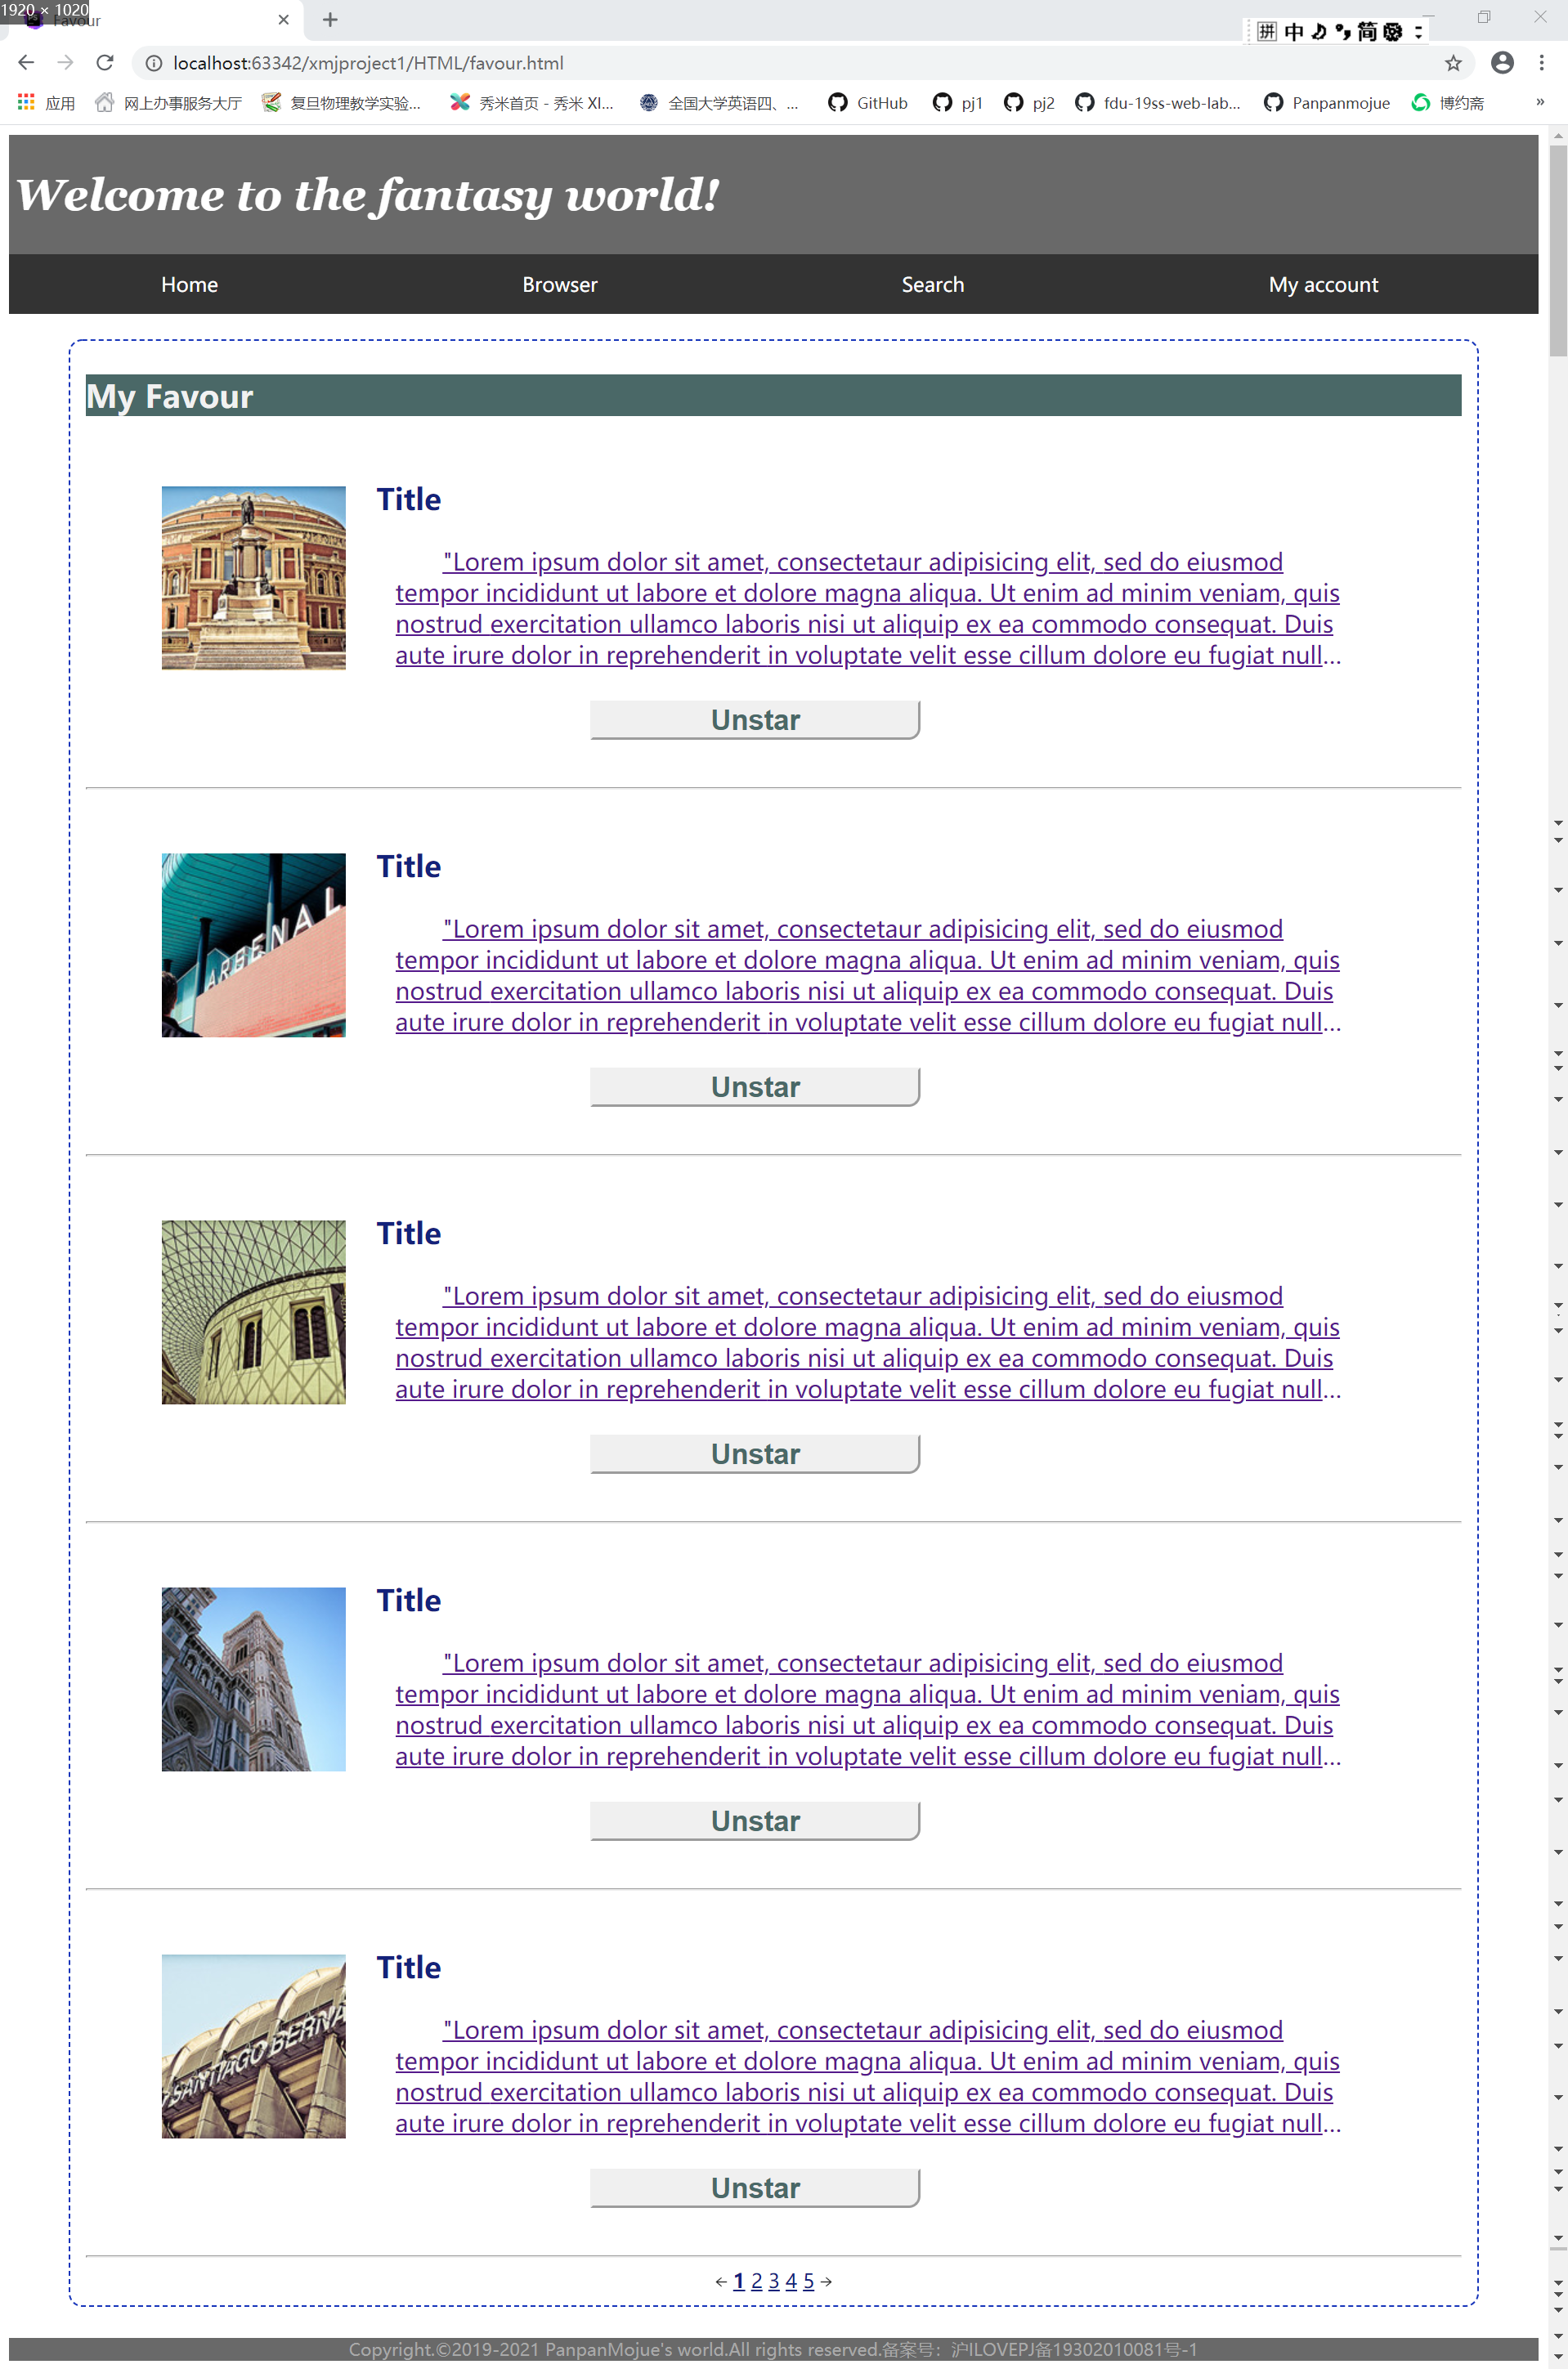 1920 × 1020
Favour
拼 中 简
localhost:63342/xmjproject1/HTML/favour.html
应用 网上办事服务大厅 复旦物理教学实验... 秀米首页 - 秀米 XI... 全国大学英语四、... GitHub pj1 pj2 fdu-19ss-web-lab... Panpanmojue 博约斋 »
Welcome to the fantasy world!
Home Browser Search My account
My Favour
Title
"Lorem ipsum dolor sit amet, consectetaur adipisicing elit, sed do eiusmod
tempor incididunt ut labore et dolore magna aliqua. Ut enim ad minim veniam, quis
nostrud exercitation ullamco laboris nisi ut aliquip ex ea commodo consequat. Duis
aute irure dolor in reprehenderit in voluptate velit esse cillum dolore eu fugiat null...
Unstar
ARSENAL
Title
"Lorem ipsum dolor sit amet, consectetaur adipisicing elit, sed do eiusmod
tempor incididunt ut labore et dolore magna aliqua. Ut enim ad minim veniam, quis
nostrud exercitation ullamco laboris nisi ut aliquip ex ea commodo consequat. Duis
aute irure dolor in reprehenderit in voluptate velit esse cillum dolore eu fugiat null...
Unstar
Title
"Lorem ipsum dolor sit amet, consectetaur adipisicing elit, sed do eiusmod
tempor incididunt ut labore et dolore magna aliqua. Ut enim ad minim veniam, quis
nostrud exercitation ullamco laboris nisi ut aliquip ex ea commodo consequat. Duis
aute irure dolor in reprehenderit in voluptate velit esse cillum dolore eu fugiat null...
Unstar
Title
"Lorem ipsum dolor sit amet, consectetaur adipisicing elit, sed do eiusmod
tempor incididunt ut labore et dolore magna aliqua. Ut enim ad minim veniam, quis
nostrud exercitation ullamco laboris nisi ut aliquip ex ea commodo consequat. Duis
aute irure dolor in reprehenderit in voluptate velit esse cillum dolore eu fugiat null...
Unstar
SANTIAGO BERNA
Title
"Lorem ipsum dolor sit amet, consectetaur adipisicing elit, sed do eiusmod
tempor incididunt ut labore et dolore magna aliqua. Ut enim ad minim veniam, quis
nostrud exercitation ullamco laboris nisi ut aliquip ex ea commodo consequat. Duis
aute irure dolor in reprehenderit in voluptate velit esse cillum dolore eu fugiat null...
Unstar
← 1 2 3 4 5 →
Copyright.©2019-2021 PanpanMojue's world.All rights reserved.备案号：沪ILOVEPJ备19302010081号-1